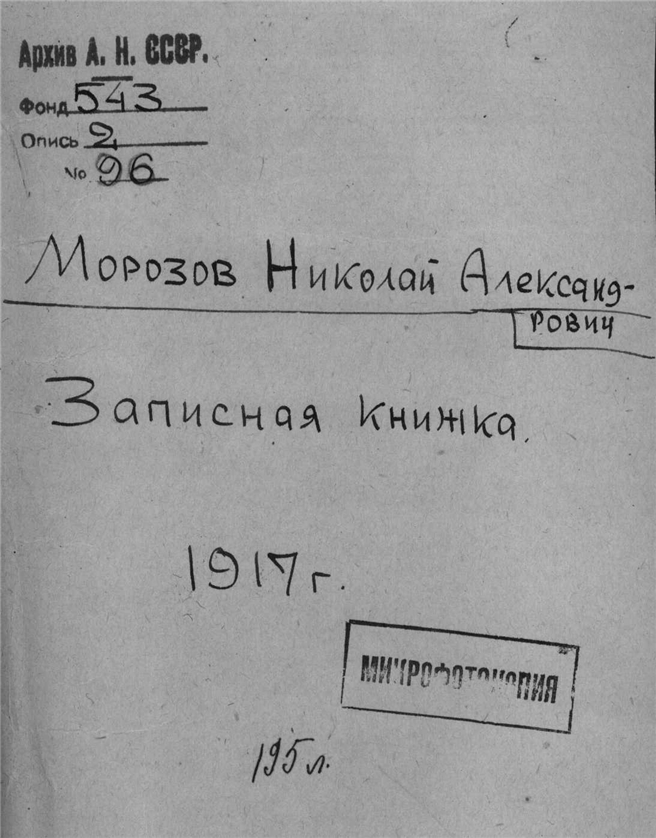 Архив А. Н. СССР.
Фонд 543
Опись 2
No 96
Морозов Николай Александ-
рович
Записная книжка.
1917 г.
МИКРОФОТОКОПИЯ
195 л.